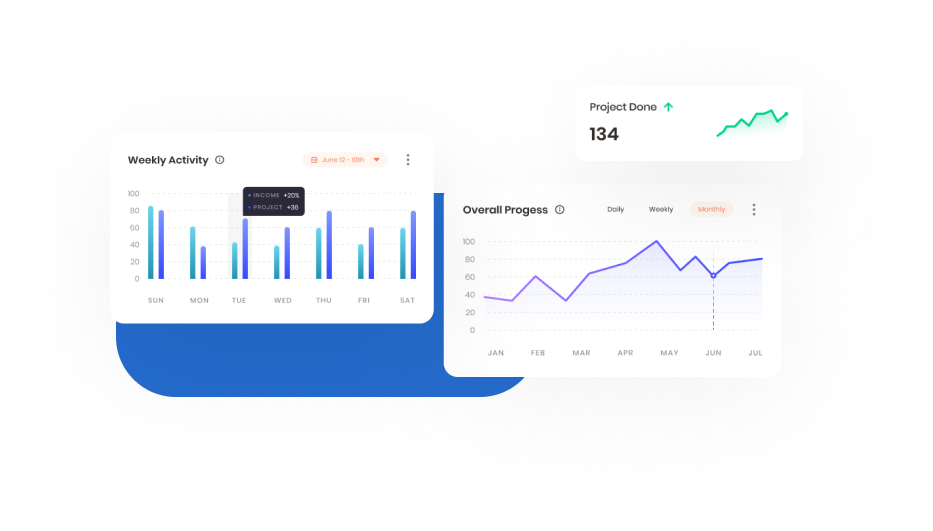 Project Done
134
Weekly Activity
June 12 - 19th
100
80
60
40
20
0
INCOME +20%
PROJECT +36
SUN MON TUE WED THU FRI SAT
Overall Progess
Daily Weekly Monthly
100
80
60
40
20
0
JAN FEB MAR APR MAY JUN JUL